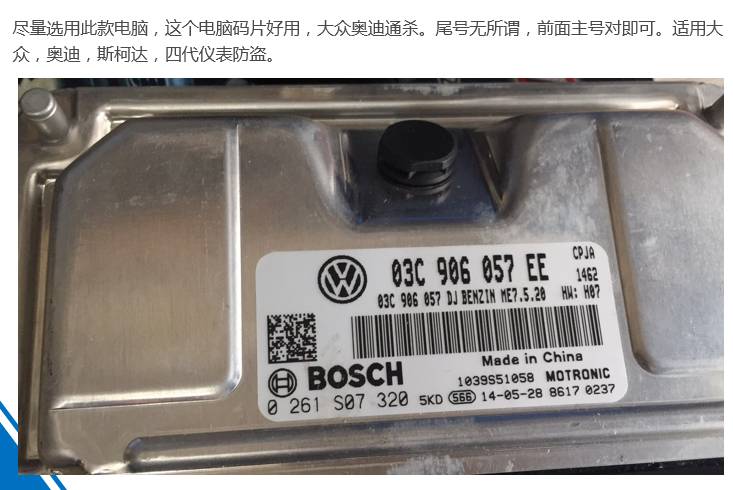 尽量选用此款电脑，这个电脑码片好用，大众奥迪通杀。尾号无所谓，前面主号对即可。适用大
众，奥迪，斯柯达，四代仪表防盗。
03C 906 057 EE
CPJA
1462
03C 906 057 DJ BENZIN ME7.5.20 HW: H07
Made in China
BOSCH
1039S51058 MOTRONIC
0 261 S07 320 5KD S66 14-05-28 8617 0237